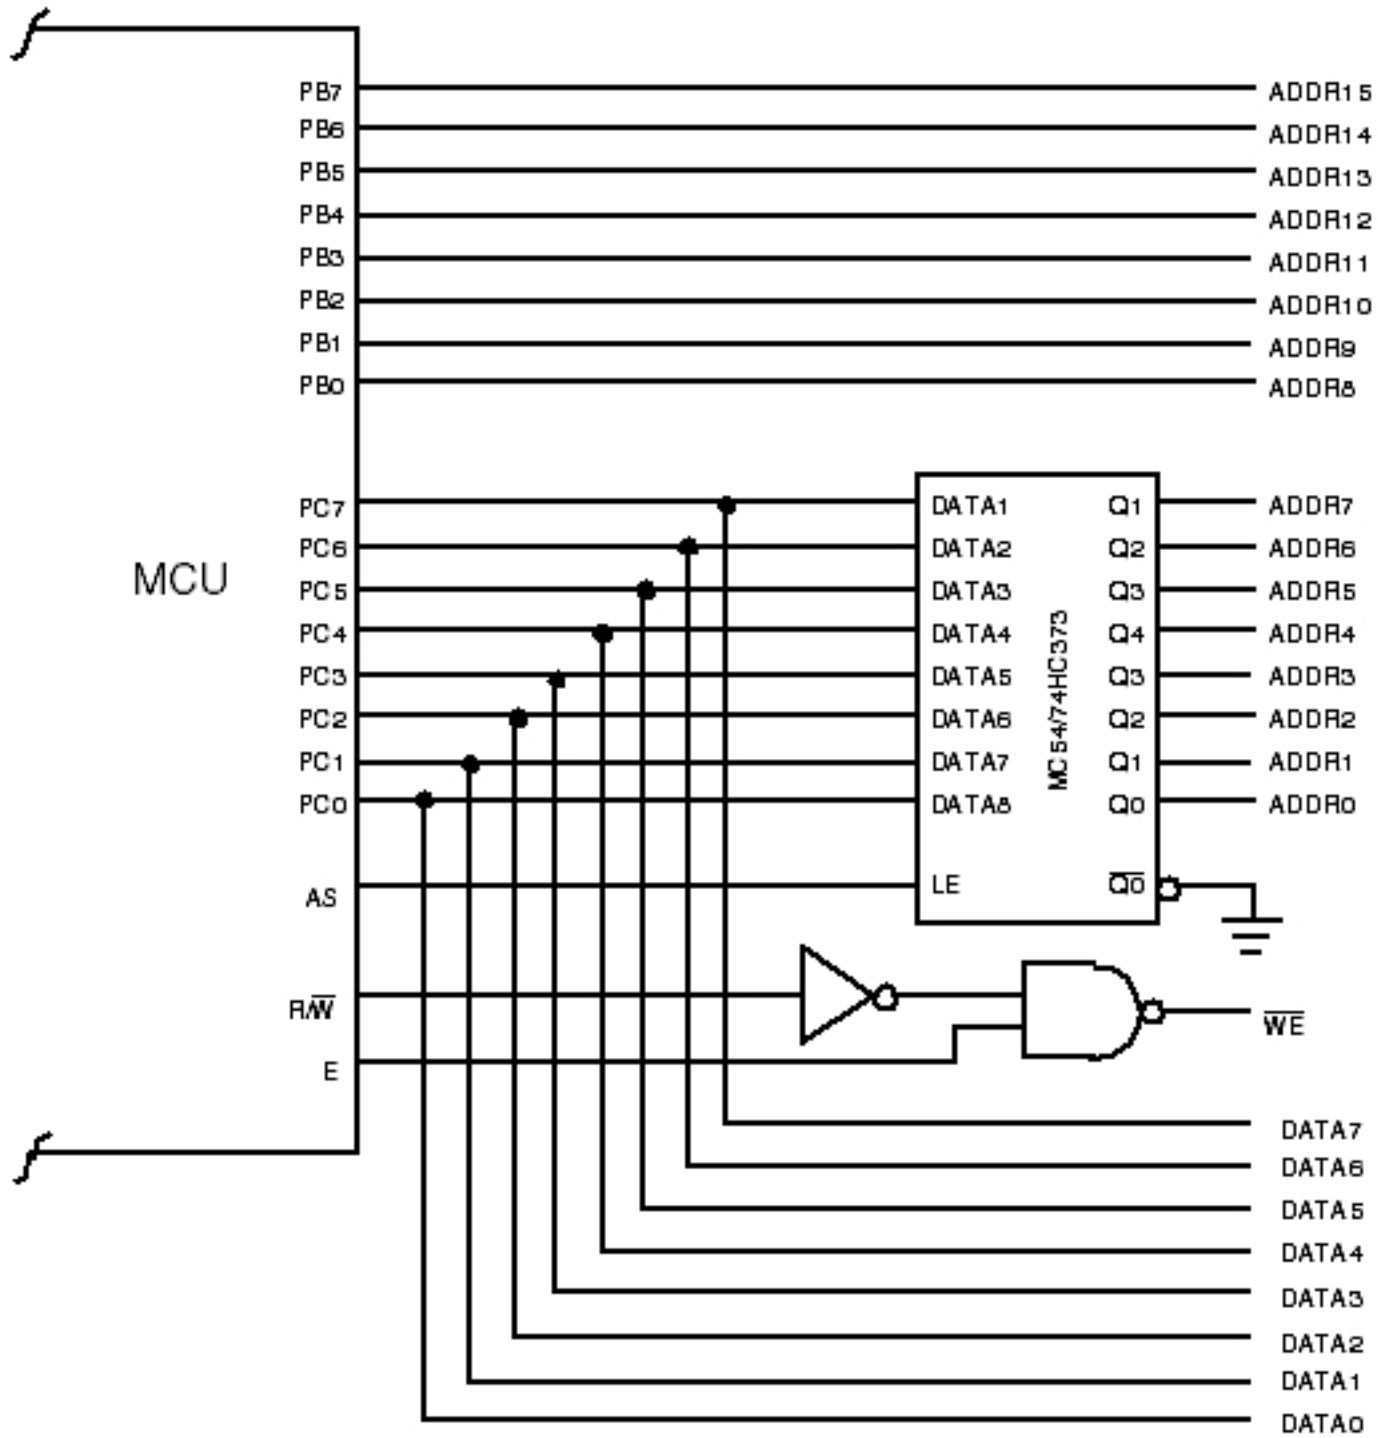 PB7 ADDR15
PB6 ADDR14
PB5 ADDR13
PB4 ADDR12
PB3 ADDR11
PB2 ADDR10
PB1 ADDR9
PB0 ADDR8
PC7 DATA1 Q1 ADDR7
PC6 DATA2 Q2 ADDR6
MCU
PC5 DATA3 Q3 ADDR5
PC4 DATA4 Q4 ADDR4
PC3 DATA5 Q3 ADDR3
PC2 DATA6 Q2 ADDR2
PC1 DATA7 Q1 ADDR1
PC0 DATA8 Q0 ADDR0
MC54/74HC373
AS LE Q̅0̅
R/W̅ W̅E̅
E
DATA7
DATA6
DATA5
DATA4
DATA3
DATA2
DATA1
DATA0